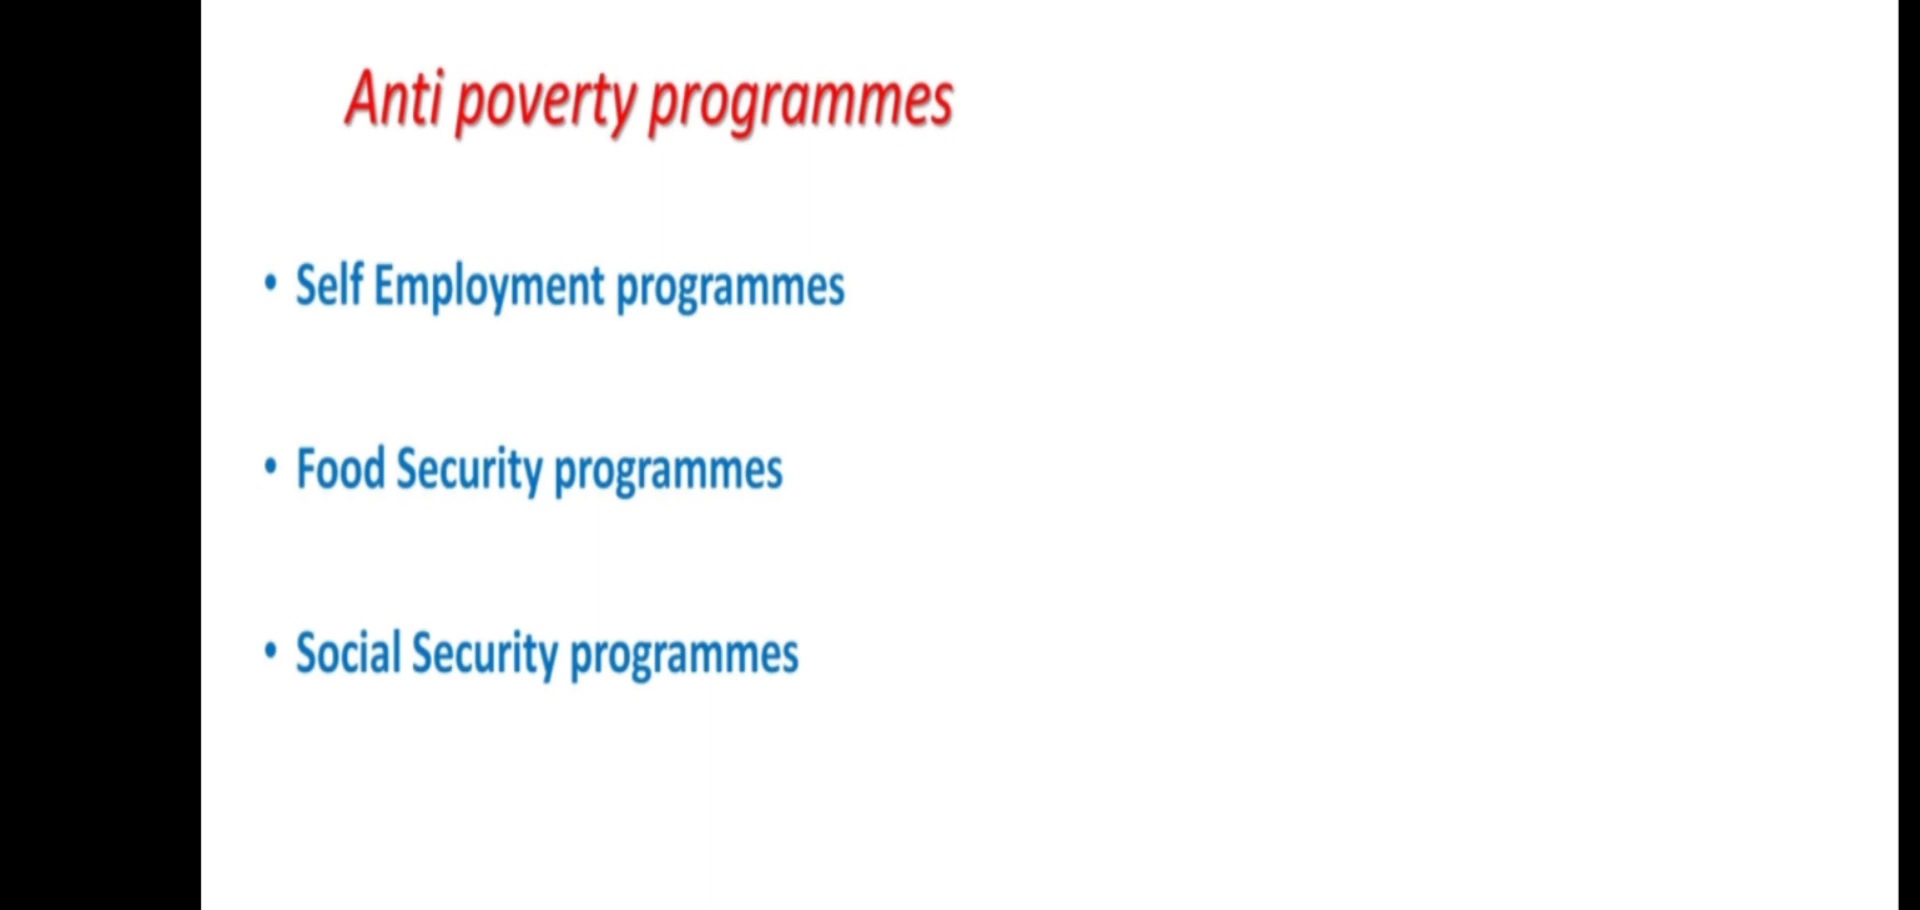 Anti poverty programmes
• Self Employment programmes
• Food Security programmes
• Social Security programmes